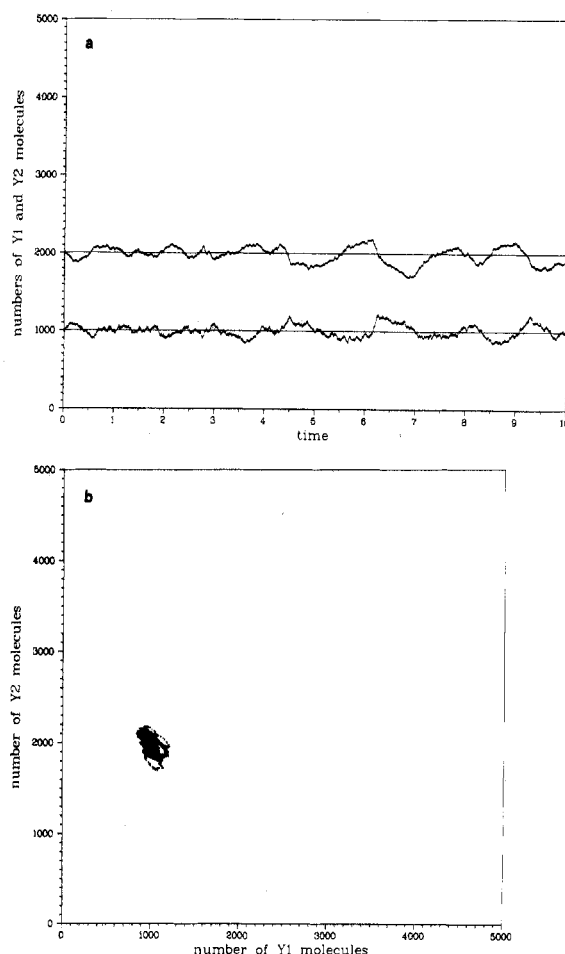 5000
a
4000
3000
2000
1000
0
numbers of Y1 and Y2 molecules
0 1 2 3 4 5 6 7 8 9 10
time
5000
b
4000
3000
2000
1000
0
number of Y2 molecules
0 1000 2000 3000 4000 5000
number of Y1 molecules